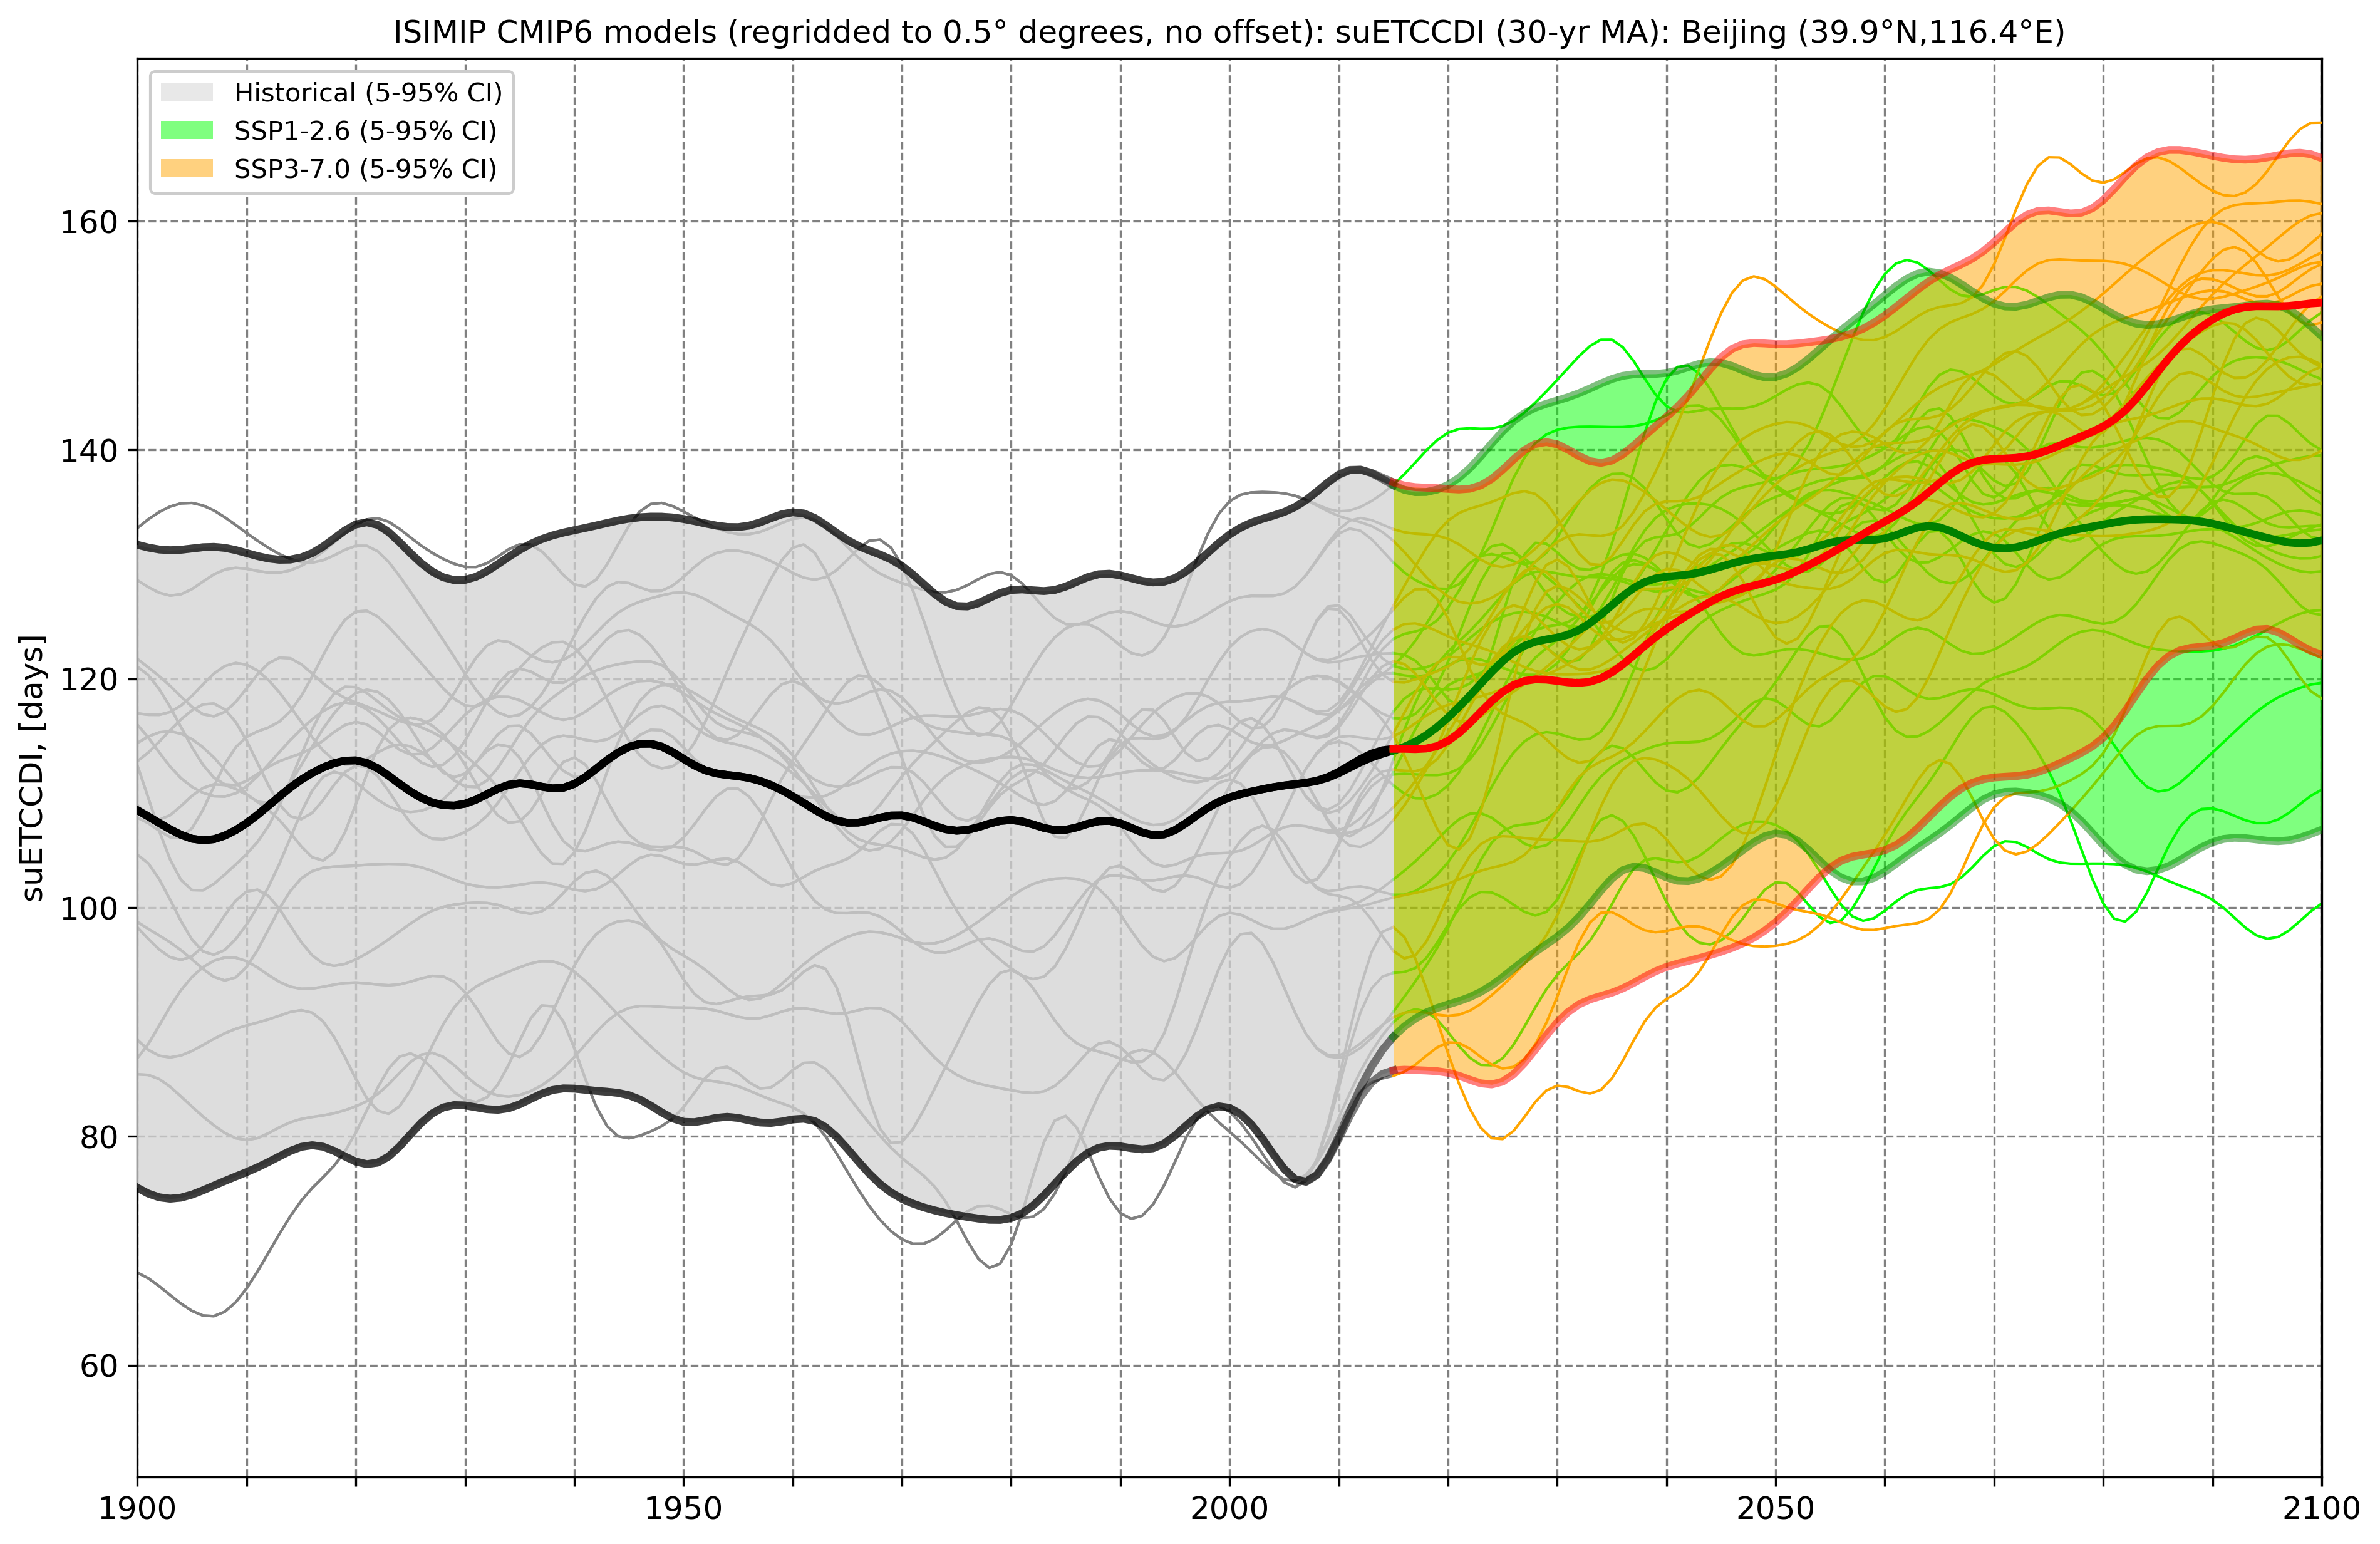 ISIMIP CMIP6 models (regridded to 0.5° degrees, no offset): suETCCDI (30-yr MA): Beijing (39.9°N,116.4°E)
Historical (5-95% CI)
SSP1-2.6 (5-95% CI)
SSP3-7.0 (5-95% CI)
suETCCDI, [days]
160
140
120
100
80
60
1900
1950
2000
2050
2100